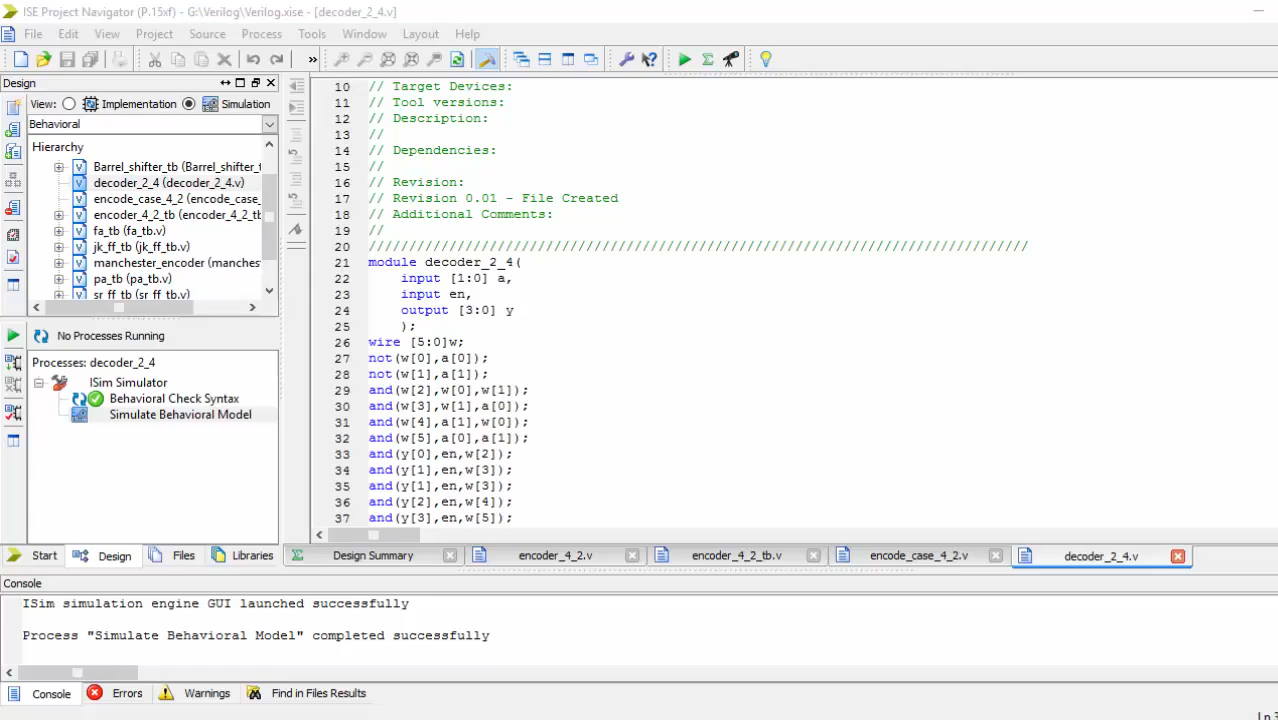 ISE Project Navigator (P.15xf) - G:\Verilog\Verilog.xise - [decoder_2_4.v]
File Edit View Project Source Process Tools Window Layout Help
»
Design
View: Implementation Simulation
Behavioral
Hierarchy
Barrel_shifter_tb (Barrel_shifter_t
decoder_2_4 (decoder_2_4.v)
encode_case_4_2 (encode_case_
encoder_4_2_tb (encoder_4_2_tb
fa_tb (fa_tb.v)
jk_ff_tb (jk_ff_tb.v)
manchester_encoder (manches
pa_tb (pa_tb.v)
sr_ff_tb (sr_ff_tb.v)
No Processes Running
Processes: decoder_2_4
ISim Simulator
Behavioral Check Syntax
Simulate Behavioral Model
Start Design Files Libraries
10 // Target Devices:
11 // Tool versions:
12 // Description:
13 //
14 // Dependencies:
15 //
16 // Revision:
17 // Revision 0.01 - File Created
18 // Additional Comments:
19 //
20 //////////////////////////////////////////////////////////////////////////////////
21 module decoder_2_4(
22 input [1:0] a,
23 input en,
24 output [3:0] y
25 );
26 wire [5:0]w;
27 not(w[0],a[0]);
28 not(w[1],a[1]);
29 and(w[2],w[0],w[1]);
30 and(w[3],w[1],a[0]);
31 and(w[4],a[1],w[0]);
32 and(w[5],a[0],a[1]);
33 and(y[0],en,w[2]);
34 and(y[1],en,w[3]);
35 and(y[1],en,w[3]);
36 and(y[2],en,w[4]);
37 and(y[3],en,w[5]);
Design Summary encoder_4_2.v encoder_4_2_tb.v encode_case_4_2.v decoder_2_4.v
Console
ISim simulation engine GUI launched successfully
Process "Simulate Behavioral Model" completed successfully
Console Errors Warnings Find in Files Results